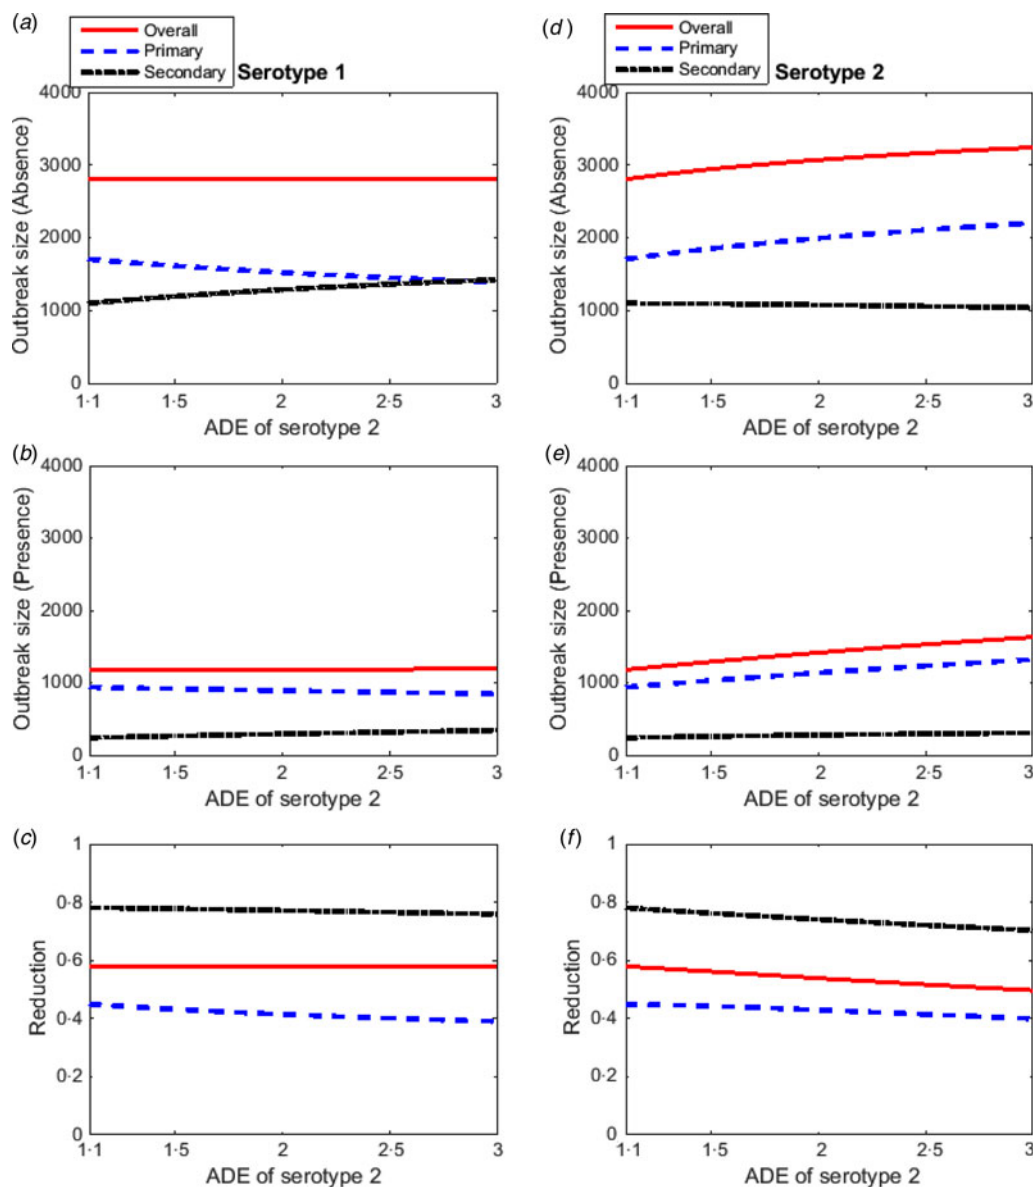 (a)
Overall
Primary
Secondary
Serotype 1
4000
3000
2000
1000
0
Outbreak size (Absence)
1·1 1·5 2 2·5 3
ADE of serotype 2
(d)
Overall
Primary
Secondary
Serotype 2
4000
3000
2000
1000
0
Outbreak size (Absence)
1·1 1·5 2 2·5 3
ADE of serotype 2
(b)
4000
3000
2000
1000
0
Outbreak size (Presence)
1·1 1·5 2 2·5 3
ADE of serotype 2
(e)
4000
3000
2000
1000
0
Outbreak size (Presence)
1·1 1·5 2 2·5 3
ADE of serotype 2
(c)
1
0·8
0·6
0·4
0·2
0
Reduction
1·1 1·5 2 2·5 3
ADE of serotype 2
(f)
1
0·8
0·6
0·4
0·2
0
Reduction
1·1 1·5 2 2·5 3
ADE of serotype 2